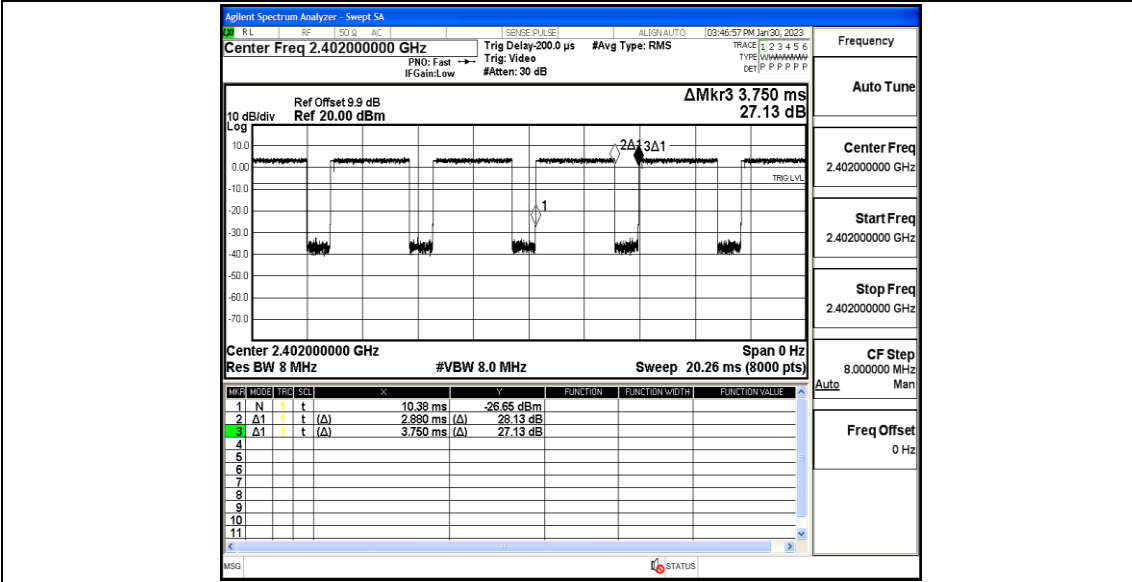 Agilent Spectrum Analyzer - Swept SA
RL RF 50 Ω AC SENSE:PULSE ALIGN AUTO 03:46:57 PM Jan 30, 2023
Center Freq 2.402000000 GHz
PNO: Fast
IFGain:Low
Trig Delay-200.0 µs
Trig: Video
#Atten: 30 dB
#Avg Type: RMS
TRACE 1 2 3 4 5 6
TYPE WWWWWW
DET P P P P P P
10 dB/div
Log
Ref Offset 9.9 dB
Ref 20.00 dBm
ΔMkr3 3.750 ms
27.13 dB
10.0
0.00
-10.0
-20.0
-30.0
-40.0
-50.0
-60.0
-70.0
2Δ1
3Δ1
TRIG LVL
1
Center 2.402000000 GHz Span 0 Hz
Res BW 8 MHz #VBW 8.0 MHz Sweep 20.26 ms (8000 pts)
MKR MODE TRC SCL X Y FUNCTION FUNCTION WIDTH FUNCTION VALUE
1 N t 10.38 ms -26.65 dBm
2 Δ1 t (Δ) 2.880 ms (Δ) 28.13 dB
3 Δ1 t (Δ) 3.750 ms (Δ) 27.13 dB
4
5
6
7
8
9
10
11
MSG STATUS
Frequency
Auto Tune
Center Freq
2.402000000 GHz
Start Freq
2.402000000 GHz
Stop Freq
2.402000000 GHz
CF Step
8.000000 MHz
Auto Man
Freq Offset
0 Hz